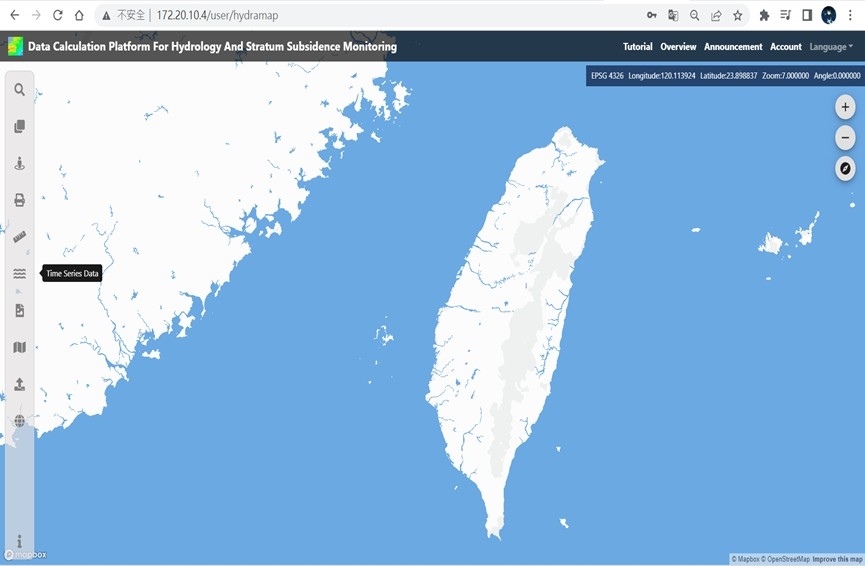 不安全 | 172.20.10.4/user/hydramap
Data Calculation Platform For Hydrology And Stratum Subsidence Monitoring
Tutorial Overview Announcement Account Language
EPSG 4326 Longitude:120.113924 Latitude:23.898837 Zoom:7.000000 Angle:0.000000
Time Series Data
mapbox
© Mapbox © OpenStreetMap Improve this map